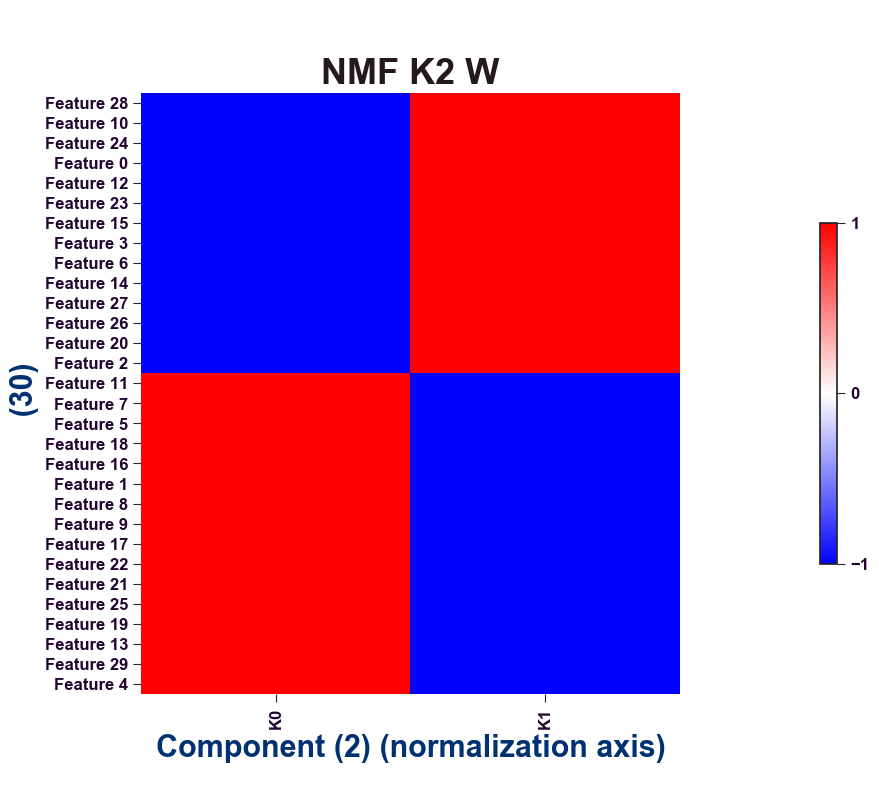 NMF K2 W
Feature 28
Feature 10
Feature 24
Feature 0
Feature 12
Feature 23
Feature 15
Feature 3
Feature 6
Feature 14
Feature 27
Feature 26
Feature 20
Feature 2
Feature 11
Feature 7
Feature 5
Feature 18
Feature 16
Feature 1
Feature 8
Feature 9
Feature 17
Feature 22
Feature 21
Feature 25
Feature 19
Feature 13
Feature 29
Feature 4
(30)
K0
K1
Component (2) (normalization axis)
1
0
−1